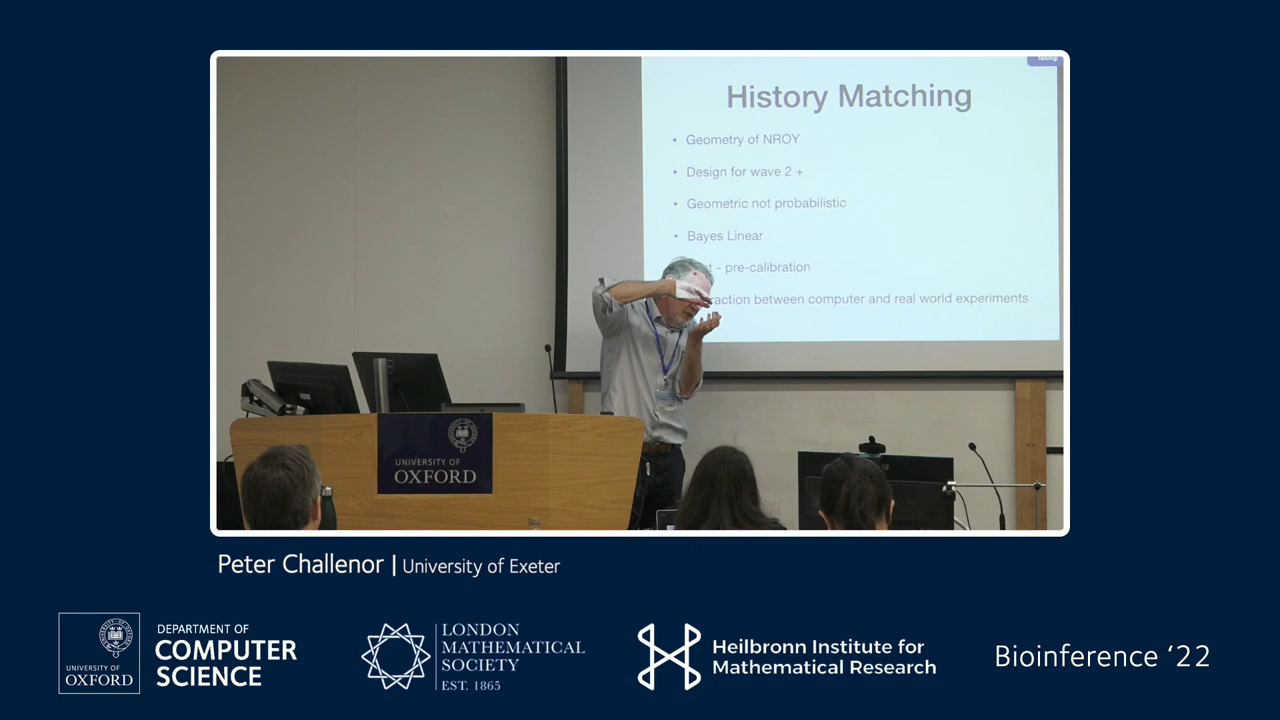 History Matching
• Geometry of NROY
• Design for wave 2 +
• Geometric not probabilistic
• Bayes Linear
- pre-calibration
between computer and real world experiments
UNIVERSITY OF
OXFORD
Peter Challenor | University of Exeter
UNIVERSITY OF
OXFORD
DEPARTMENT OF
COMPUTER
SCIENCE
LONDON
MATHEMATICAL
SOCIETY
EST. 1865
Heilbronn Institute for
Mathematical Research
Bioinference ‘22